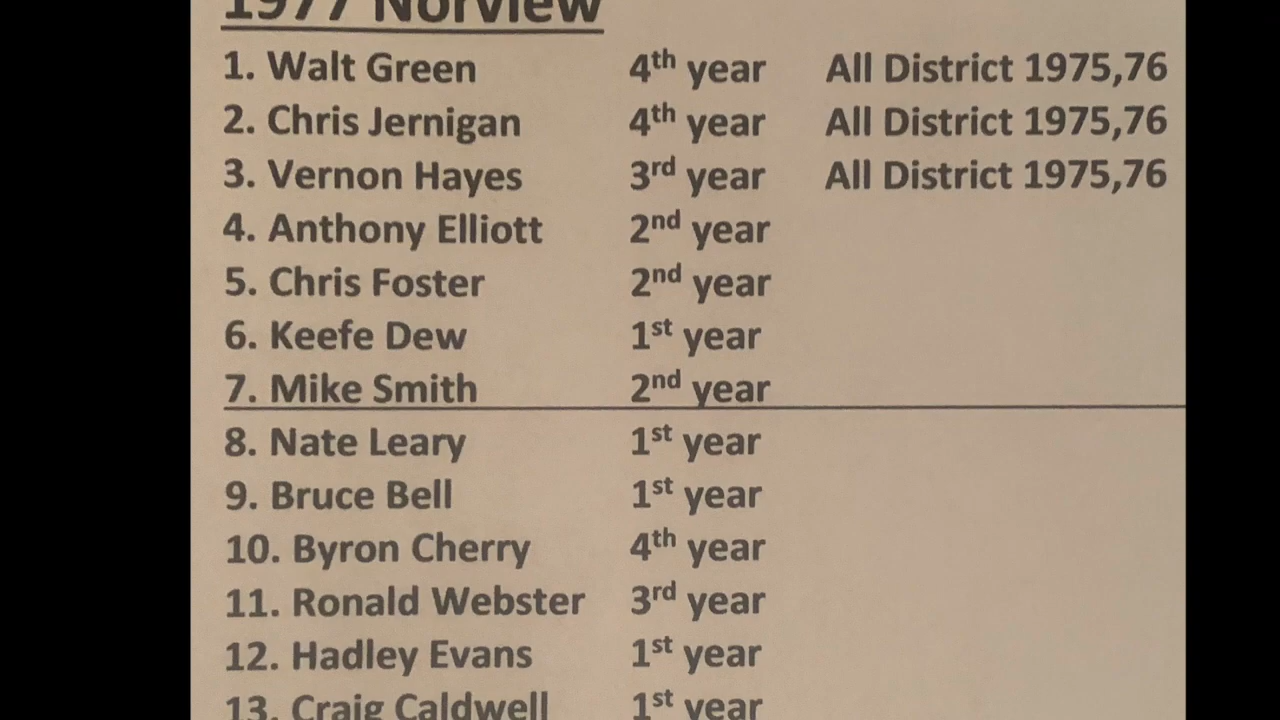 1977 Norview
1. Walt Green 4th year All District 1975,76
2. Chris Jernigan 4th year All District 1975,76
3. Vernon Hayes 3rd year All District 1975,76
4. Anthony Elliott 2nd year
5. Chris Foster 2nd year
6. Keefe Dew 1st year
7. Mike Smith 2nd year
8. Nate Leary 1st year
9. Bruce Bell 1st year
10. Byron Cherry 4th year
11. Ronald Webster 3rd year
12. Hadley Evans 1st year
13. Craig Caldwell 1st year